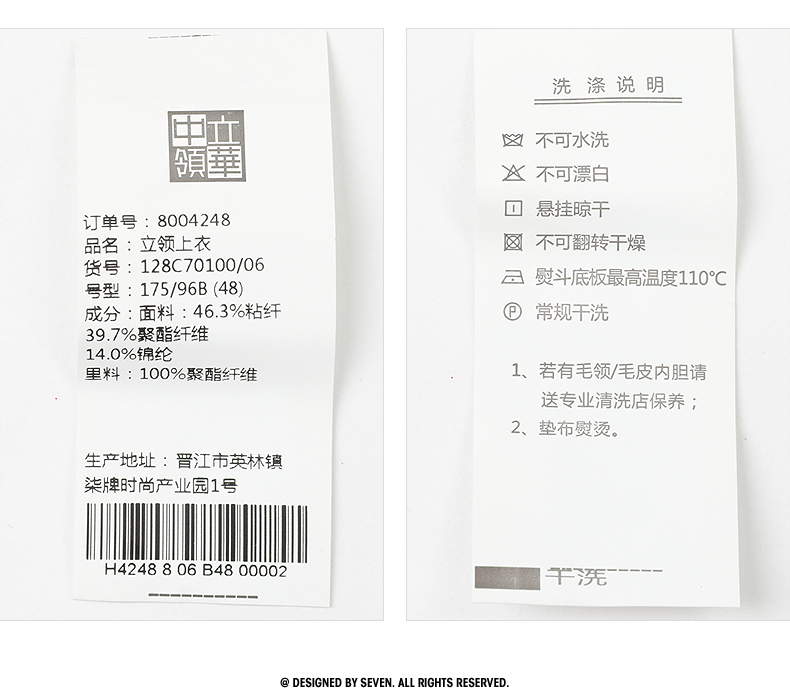 中立
領華
订单号：8004248
品名：立领上衣
货号：128C70100/06
号型：175/96B (48)
成分：面料：46.3%粘纤
39.7%聚酯纤维
14.0%锦纶
里料：100%聚酯纤维
生产地址：晋江市英林镇
柒牌时尚产业园1号
H4248 8 06 B48 00002
洗涤说明
不可水洗
不可漂白
悬挂晾干
不可翻转干燥
熨斗底板最高温度110℃
P 常规干洗
1、若有毛领/毛皮内胆请
送专业清洗店保养；
2、垫布熨烫。
干洗
@ DESIGNED BY SEVEN. ALL RIGHTS RESERVED.